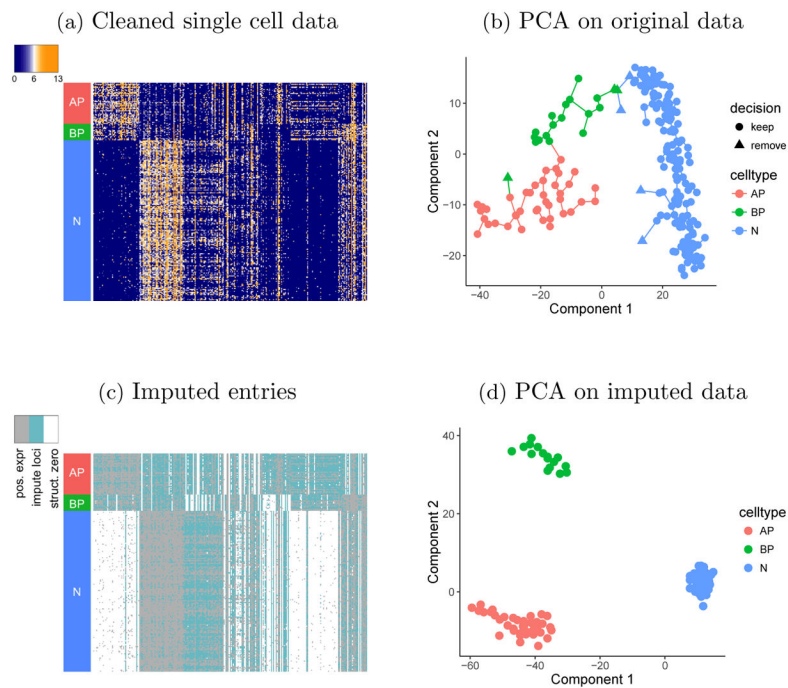 (a) Cleaned single cell data
0 6 13
AP
BP
N
(b) PCA on original data
Component 2
10
0
−10
−20
−40 −20 0 20
Component 1
decision
keep
remove
celltype
AP
BP
N
(c) Imputed entries
pos. expr
impute loci
struct. zero
AP
BP
N
(d) PCA on imputed data
Component 2
40
20
0
−60 −40 −20 0
Component 1
celltype
AP
BP
N